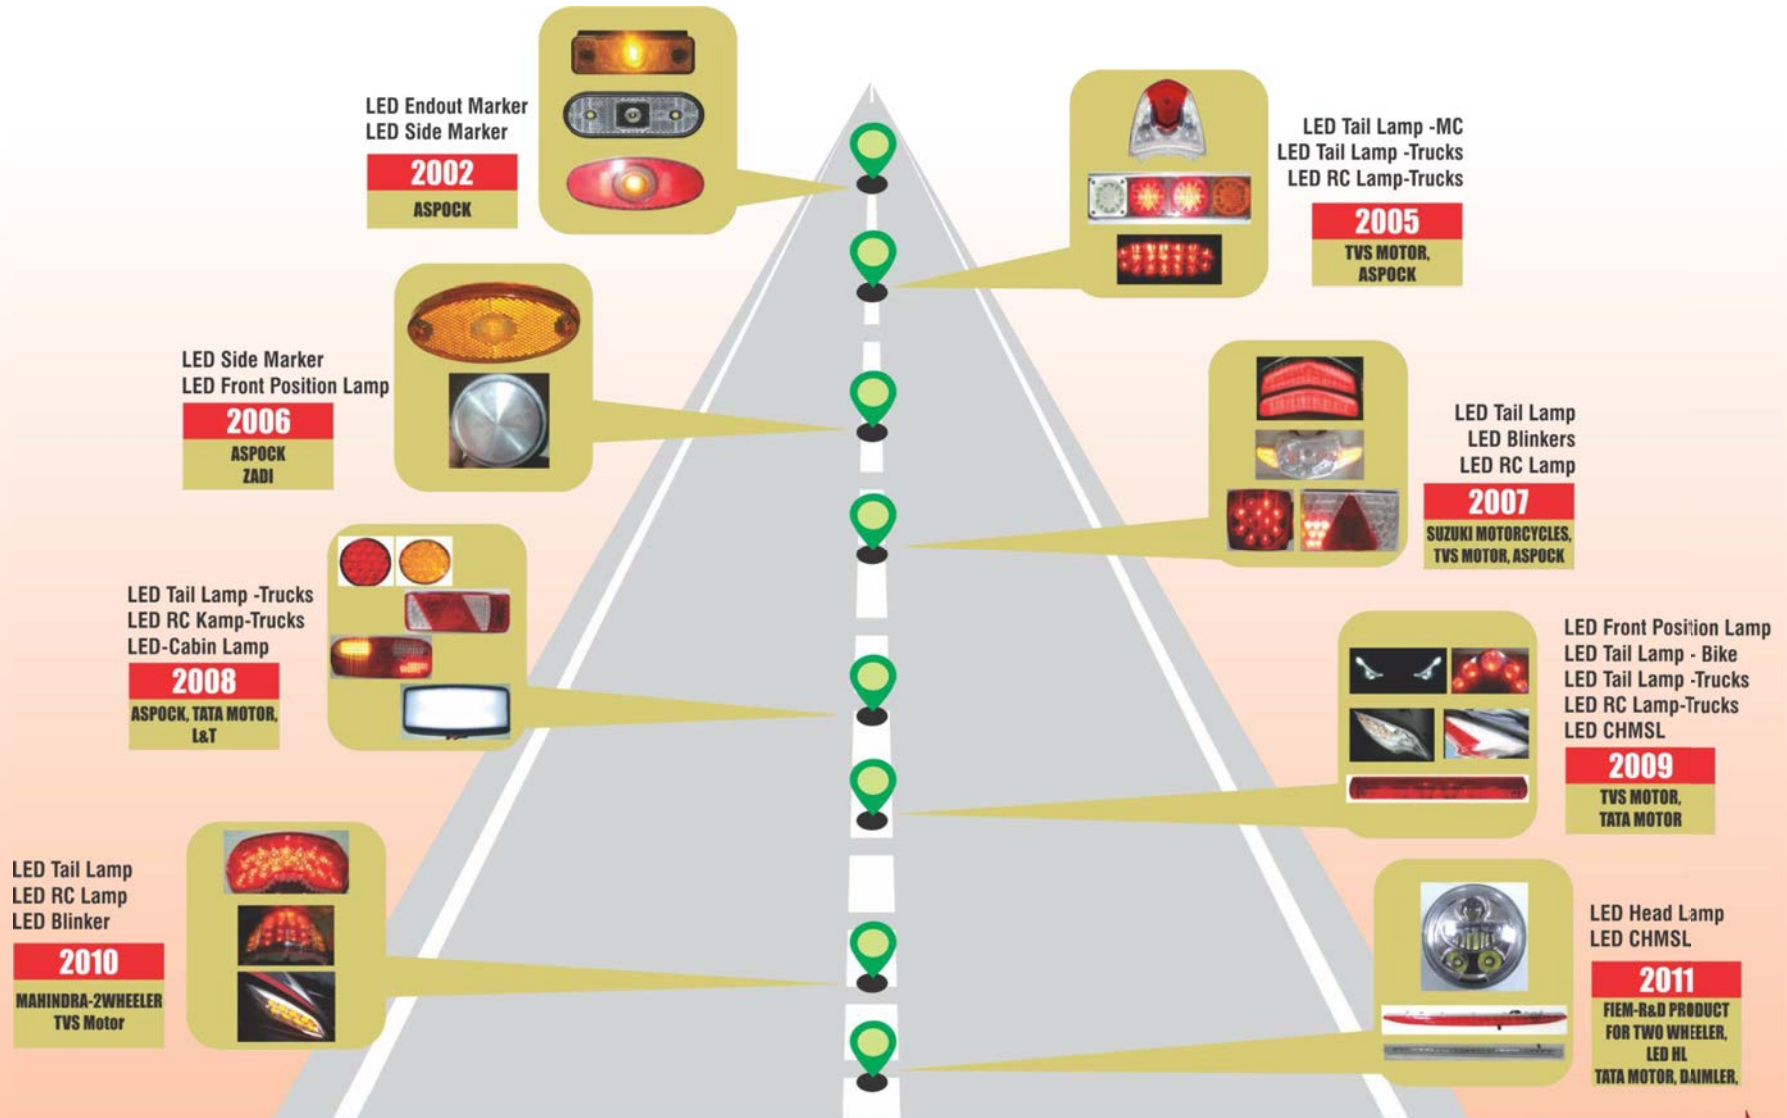 LED Endout Marker
LED Side Marker
2002
ASPOCK
LED Tail Lamp -MC
LED Tail Lamp -Trucks
LED RC Lamp-Trucks
2005
TVS MOTOR,
ASPOCK
LED Side Marker
LED Front Position Lamp
2006
ASPOCK
ZADI
LED Tail Lamp
LED Blinkers
LED RC Lamp
2007
SUZUKI MOTORCYCLES,
TVS MOTOR, ASPOCK
LED Tail Lamp -Trucks
LED RC Kamp-Trucks
LED-Cabin Lamp
2008
ASPOCK, TATA MOTOR,
L&T
LED Front Position Lamp
LED Tail Lamp - Bike
LED Tail Lamp -Trucks
LED RC Lamp-Trucks
LED CHMSL
2009
TVS MOTOR,
TATA MOTOR
LED Tail Lamp
LED RC Lamp
LED Blinker
2010
MAHINDRA-2WHEELER
TVS Motor
LED Head Lamp
LED CHMSL
2011
FIEM-R&D PRODUCT
FOR TWO WHEELER,
LED HL
TATA MOTOR, DAIMLER,